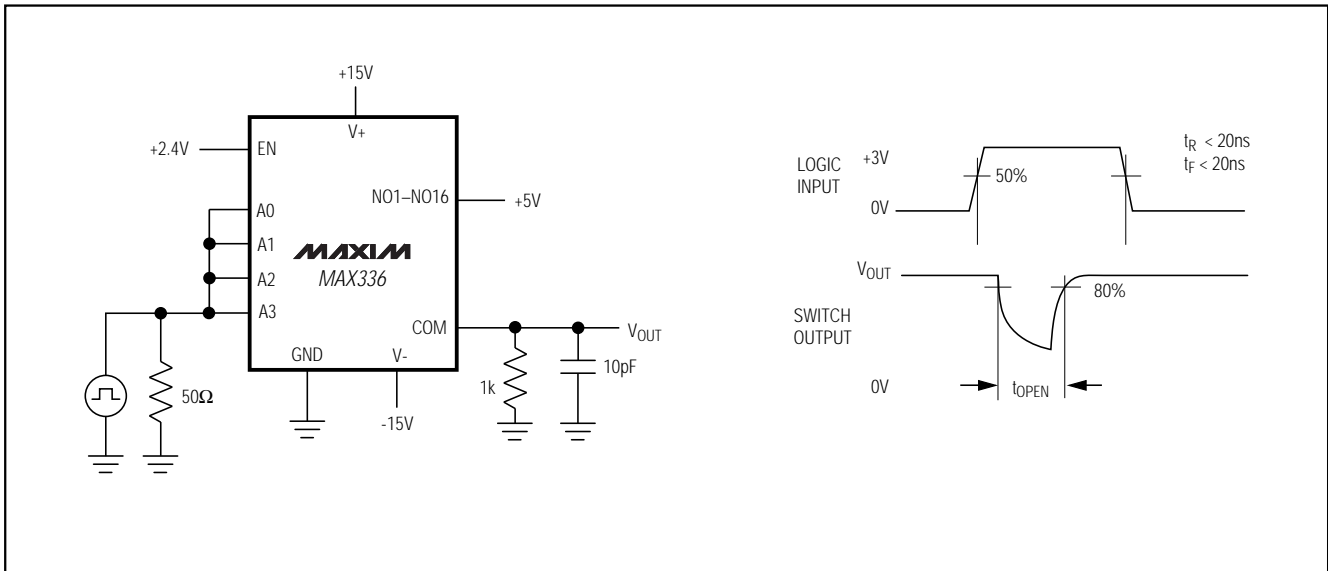 +15V
V+
+2.4V
EN
A0
A1
A2
A3
NO1–NO16
+5V
MAXIM
MAX336
COM
VOUT
GND
V-
50Ω
-15V
1k
10pF
LOGIC
INPUT
+3V
50%
0V
tR < 20ns
tF < 20ns
VOUT
80%
SWITCH
OUTPUT
0V
tOPEN